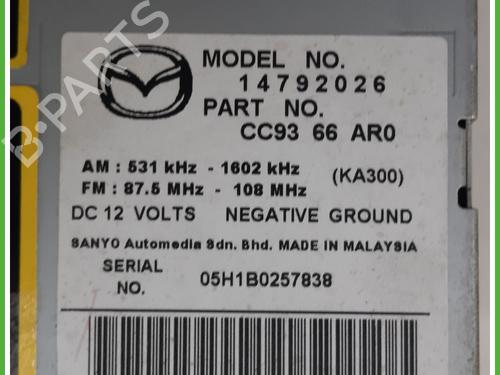 MODEL NO.
14792026
PART NO.
CC93 66 AR0
AM : 531 kHz - 1602 kHz
(KA300)
FM : 87.5 MHz - 108 MHz
DC 12 VOLTS NEGATIVE GROUND
SANYO Automedia Sdn. Bhd. MADE IN MALAYSIA
SERIAL NO.
05H1B0257838
B-PARTS